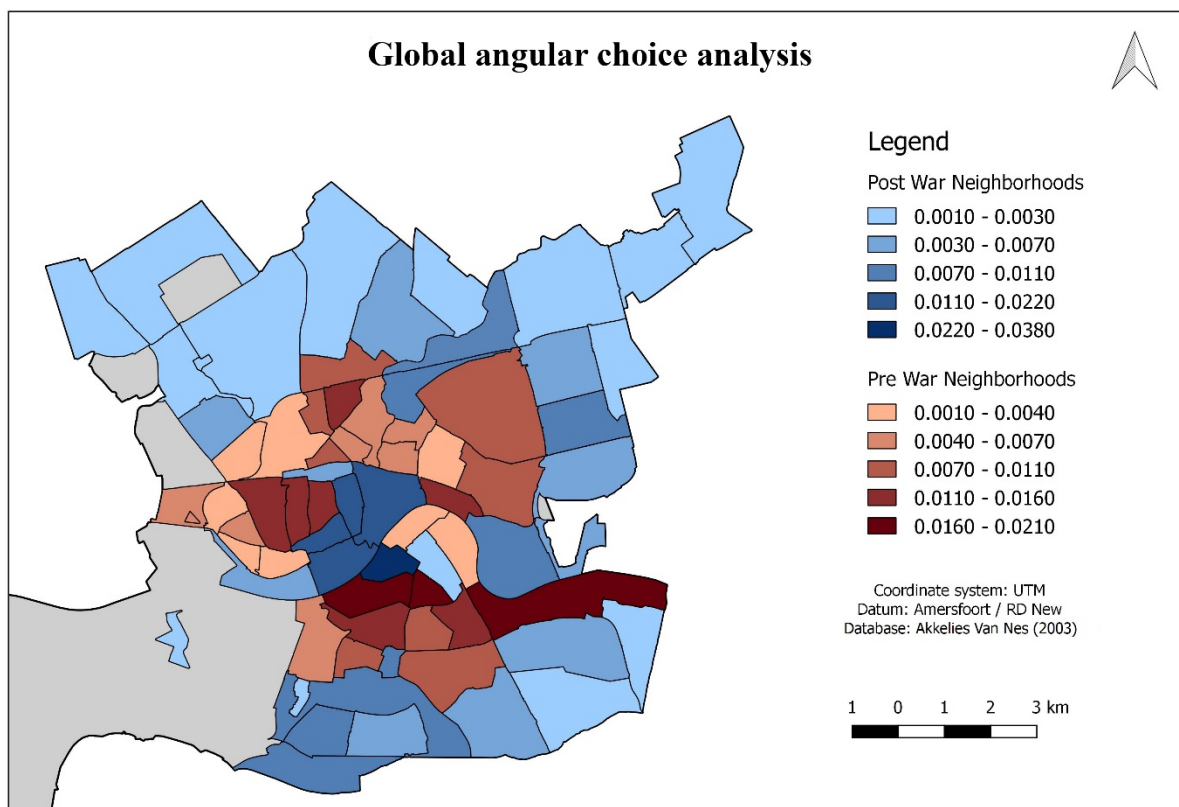 Global angular choice analysis
Legend
Post War Neighborhoods
0.0010 - 0.0030
0.0030 - 0.0070
0.0070 - 0.0110
0.0110 - 0.0220
0.0220 - 0.0380
Pre War Neighborhoods
0.0010 - 0.0040
0.0040 - 0.0070
0.0070 - 0.0110
0.0110 - 0.0160
0.0160 - 0.0210
Coordinate system: UTM
Datum: Amersfoort / RD New
Database: Akkelies Van Nes (2003)
1 0 1 2 3 km